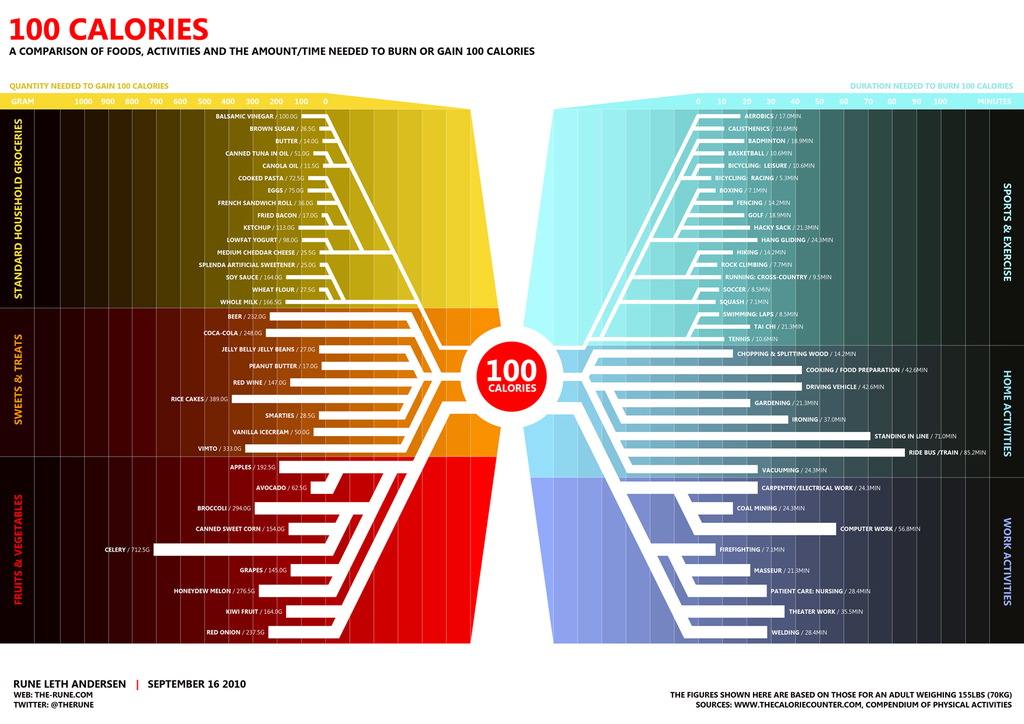 100 CALORIES
A COMPARISON OF FOODS, ACTIVITIES AND THE AMOUNT/TIME NEEDED TO BURN OR GAIN 100 CALORIES
QUANTITY NEEDED TO GAIN 100 CALORIES
GRAM 1000 900 800 700 600 500 400 300 200 100 0
STANDARD HOUSEHOLD GROCERIES
BALSAMIC VINEGAR / 100.0G
BROWN SUGAR / 26.5G
BUTTER / 14.0G
CANNED TUNA IN OIL / 51.0G
CANOLA OIL / 11.5G
COOKED PASTA / 72.5G
EGGS / 75.0G
FRENCH SANDWICH ROLL / 36.0G
FRIED BACON / 17.0G
KETCHUP / 113.0G
LOWFAT YOGURT / 98.0G
MEDIUM CHEDDAR CHEESE / 25.5G
SPLENDA ARTIFICIAL SWEETENER / 25.0G
SOY SAUCE / 164.0G
WHEAT FLOUR / 27.5G
WHOLE MILK / 166.5G
SWEETS & TREATS
BEER / 232.0G
COCA-COLA / 248.0G
JELLY BELLY JELLY BEANS / 27.0G
PEANUT BUTTER / 17.0G
RED WINE / 147.0G
RICE CAKES / 389.0G
SMARTIES / 28.5G
VANILLA ICECREAM / 50.0G
VIMTO / 333.0G
FRUITS & VEGETABLES
APPLES / 192.5G
AVOCADO / 62.5G
BROCCOLI / 294.0G
CANNED SWEET CORN / 154.0G
CELERY / 712.5G
GRAPES / 145.0G
HONEYDEW MELON / 276.5G
KIWI FRUIT / 164.0G
RED ONION / 237.5G
100
CALORIES
DURATION NEEDED TO BURN 100 CALORIES
0 10 20 30 40 50 60 70 80 90 100 MINUTES
SPORTS & EXERCISE
AEROBICS / 17.0MIN
CALISTHENICS / 10.6MIN
BADMINTON / 18.9MIN
BASKETBALL / 10.6MIN
BICYCLING: LEISURE / 10.6MIN
BICYCLING: RACING / 5.3MIN
BOXING / 7.1MIN
FENCING / 14.2MIN
GOLF / 18.9MIN
HACKY SACK / 21.3MIN
HANG GLIDING / 24.3MIN
HIKING / 14.2MIN
ROCK CLIMBING / 7.7MIN
RUNNING: CROSS-COUNTRY / 9.5MIN
SOCCER / 8.5MIN
SQUASH / 7.1MIN
SWIMMING: LAPS / 8.5MIN
TAI CHI / 21.3MIN
TENNIS / 10.6MIN
HOME ACTIVITIES
CHOPPING & SPLITTING WOOD / 14.2MIN
COOKING / FOOD PREPARATION / 42.6MIN
DRIVING VEHICLE / 42.6MIN
GARDENING / 21.3MIN
IRONING / 37.0MIN
STANDING IN LINE / 71.0MIN
RIDE BUS /TRAIN / 85.2MIN
VACUUMING / 24.3MIN
WORK ACTIVITIES
CARPENTRY/ELECTRICAL WORK / 24.3MIN
COAL MINING / 24.3MIN
COMPUTER WORK / 56.8MIN
FIREFIGHTING / 7.1MIN
MASSEUR / 21.3MIN
PATIENT CARE: NURSING / 28.4MIN
THEATER WORK / 35.5MIN
WELDING / 28.4MIN
RUNE LETH ANDERSEN | SEPTEMBER 16 2010
WEB: THE-RUNE.COM
TWITTER: @THERUNE
THE FIGURES SHOWN HERE ARE BASED ON THOSE FOR AN ADULT WEIGHING 155LBS (70KG)
SOURCES: WWW.THECALORIECOUNTER.COM, COMPENDIUM OF PHYSICAL ACTIVITIES